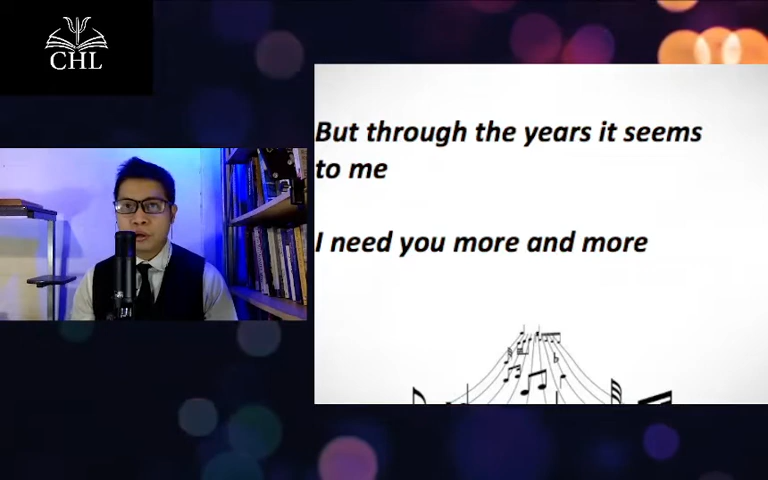 CHL
But through the years it seems
to me
I need you more and more